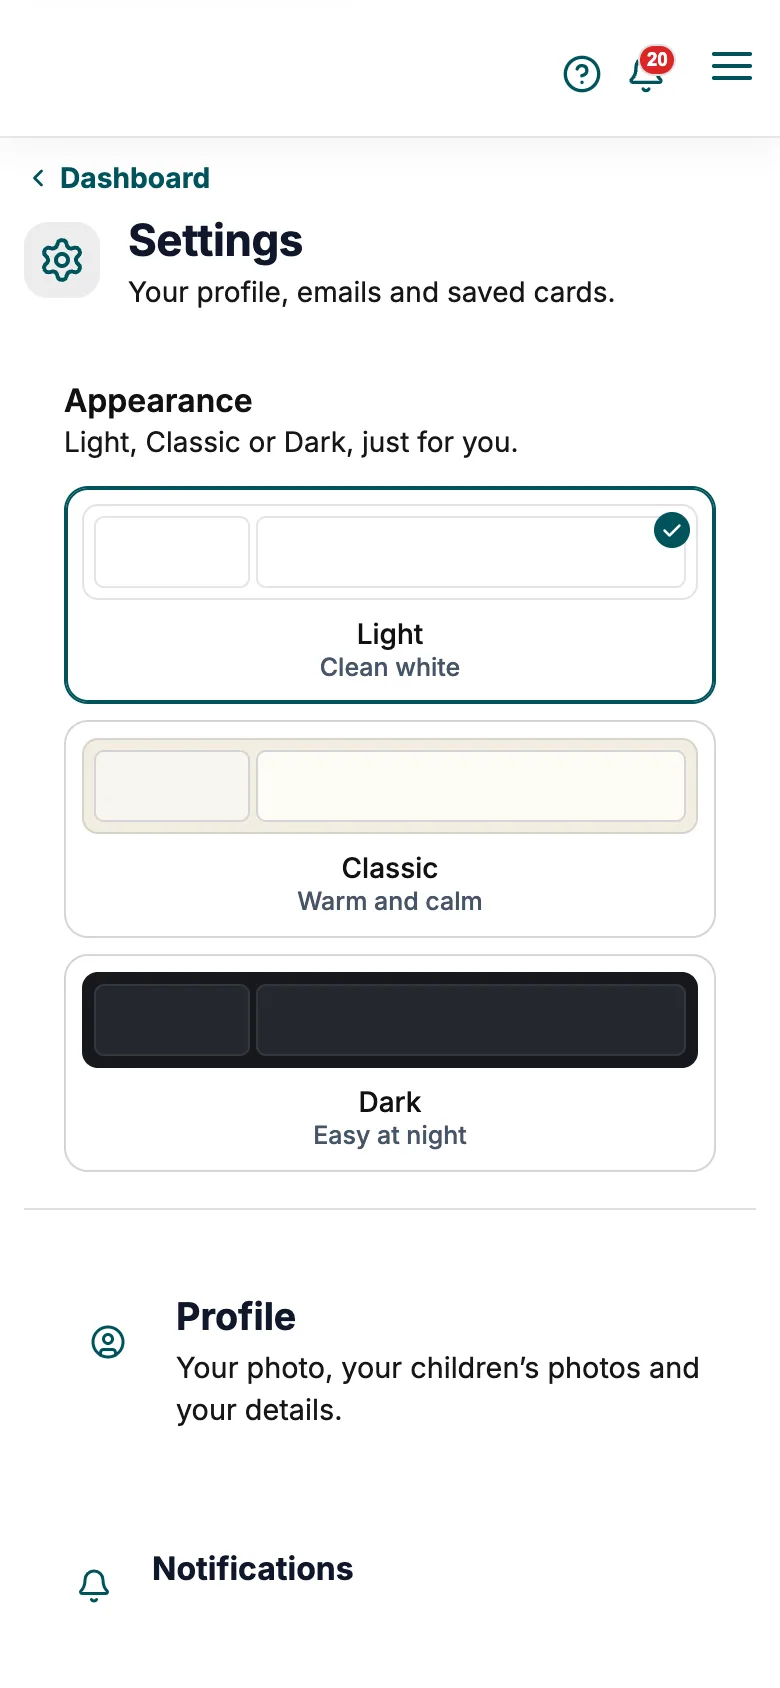 20
Dashboard
Settings
Your profile, emails and saved cards.
Appearance
Light, Classic or Dark, just for you.
Light
Clean white
Classic
Warm and calm
Dark
Easy at night
Profile
Your photo, your children’s photos and
your details.
Notifications